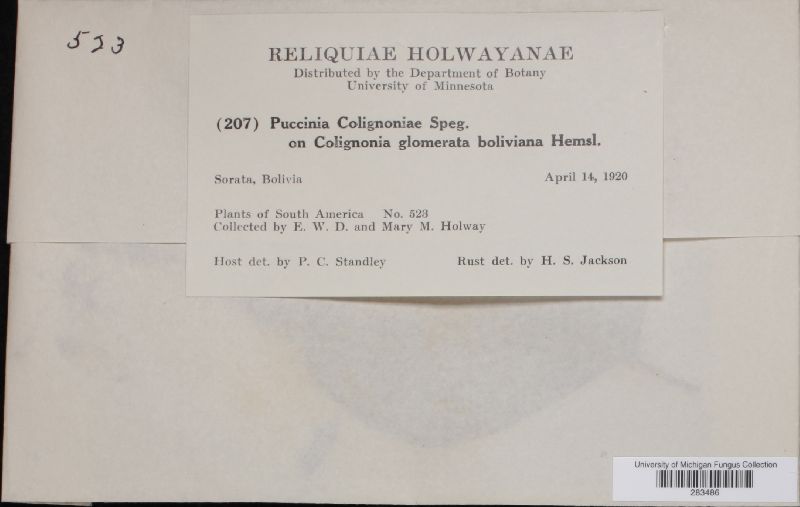 523
RELIQUIAE HOLWAYANAE
Distributed by the Department of Botany
University of Minnesota
(207) Puccinia Colignoniae Speg.
on Colignonia glomerata boliviana Hemsl.
Sorata, Bolivia April 14, 1920
Plants of South America No. 523
Collected by E. W. D. and Mary M. Holway
Host det. by P. C. Standley Rust det. by H. S. Jackson
University of Michigan Fungus Collection
283486